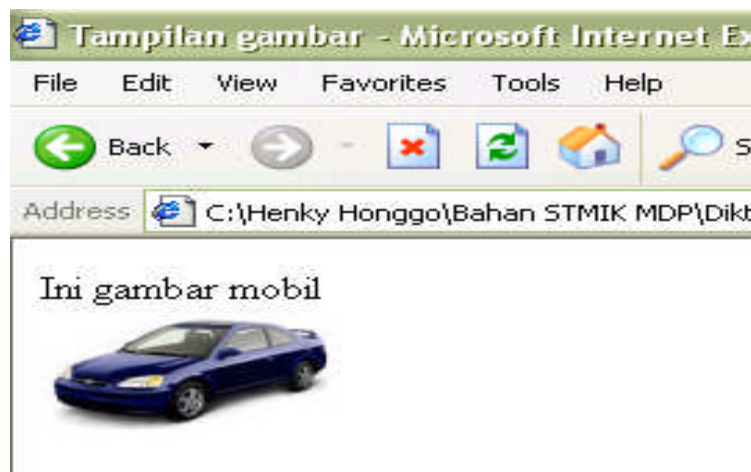 Tampilan gambar - Microsoft Internet
File Edit View Favorites Tools Help
Back
Address C:\Henky Honggo\Bahan STMIK MDP\Dikt
Ini gambar mobil